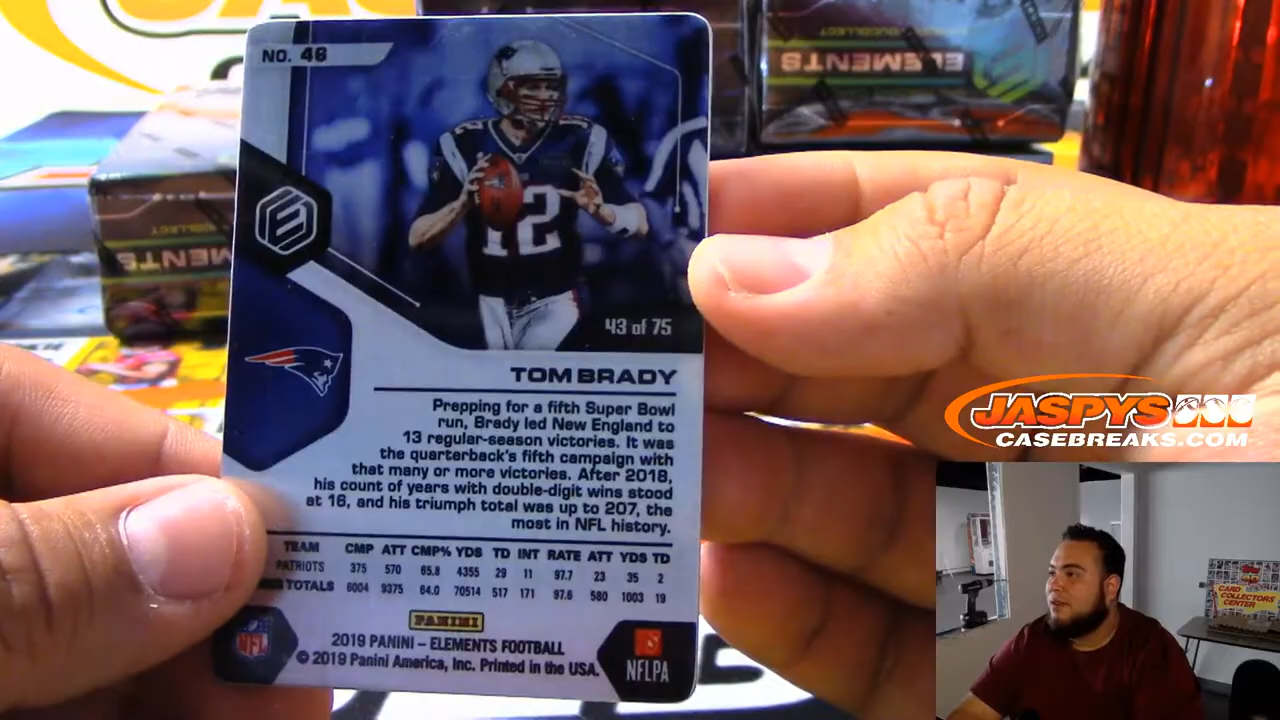 NO. 46
ELEMENTS
12
43 of 75
TOM BRADY
Prepping for a fifth Super Bowl
run, Brady led New England to
13 regular-season victories. It was
the quarterback's fifth campaign with
that many or more victories. After 2018,
his count of years with double-digit wins stood
at 16, and his triumph total was up to 207, the
most in NFL history.
TEAM CMP ATT CMP% YDS TD INT RATE ATT YDS TD
PATRIOTS 375 570 65.8 4355 29 11 97.7 23 35 2
TOTALS 6004 9375 64.0 70514 517 171 97.6 580 1003 19
PANINI
2019 PANINI – ELEMENTS FOOTBALL
© 2019 Panini America, Inc. Printed in the USA.
NFL
NFLPA
JASPYS
CASEBREAKS.COM
CARD
COLLECTORS
CENTER